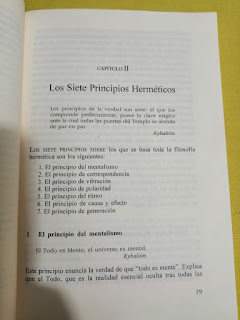 CAPÍTULO II
Los Siete Principios Herméticos
Los principios de la verdad son siete: el que los
comprende perfectamente, posee la clave mágica
ante la cual todas las puertas del Templo se abrirán
de par en par.
Kybalión.
LOS SIETE PRINCIPIOS SOBRE los que se basa toda la filosofía
hermética son los siguientes:
1. El principio del mentalismo
2. El principio de correspondencia
3. El principio de vibración
4. El principio de polaridad
5. El principio del ritmo
6. El principio de causa y efecto
7. El principio de generación
1 El principio del mentalismo
El Todo es Mente; el universo es mental.
Kybalión.
Este principio enuncia la verdad de que "todo es mente". Explica
que el Todo, que es la realidad esencial oculta tras todas las
19